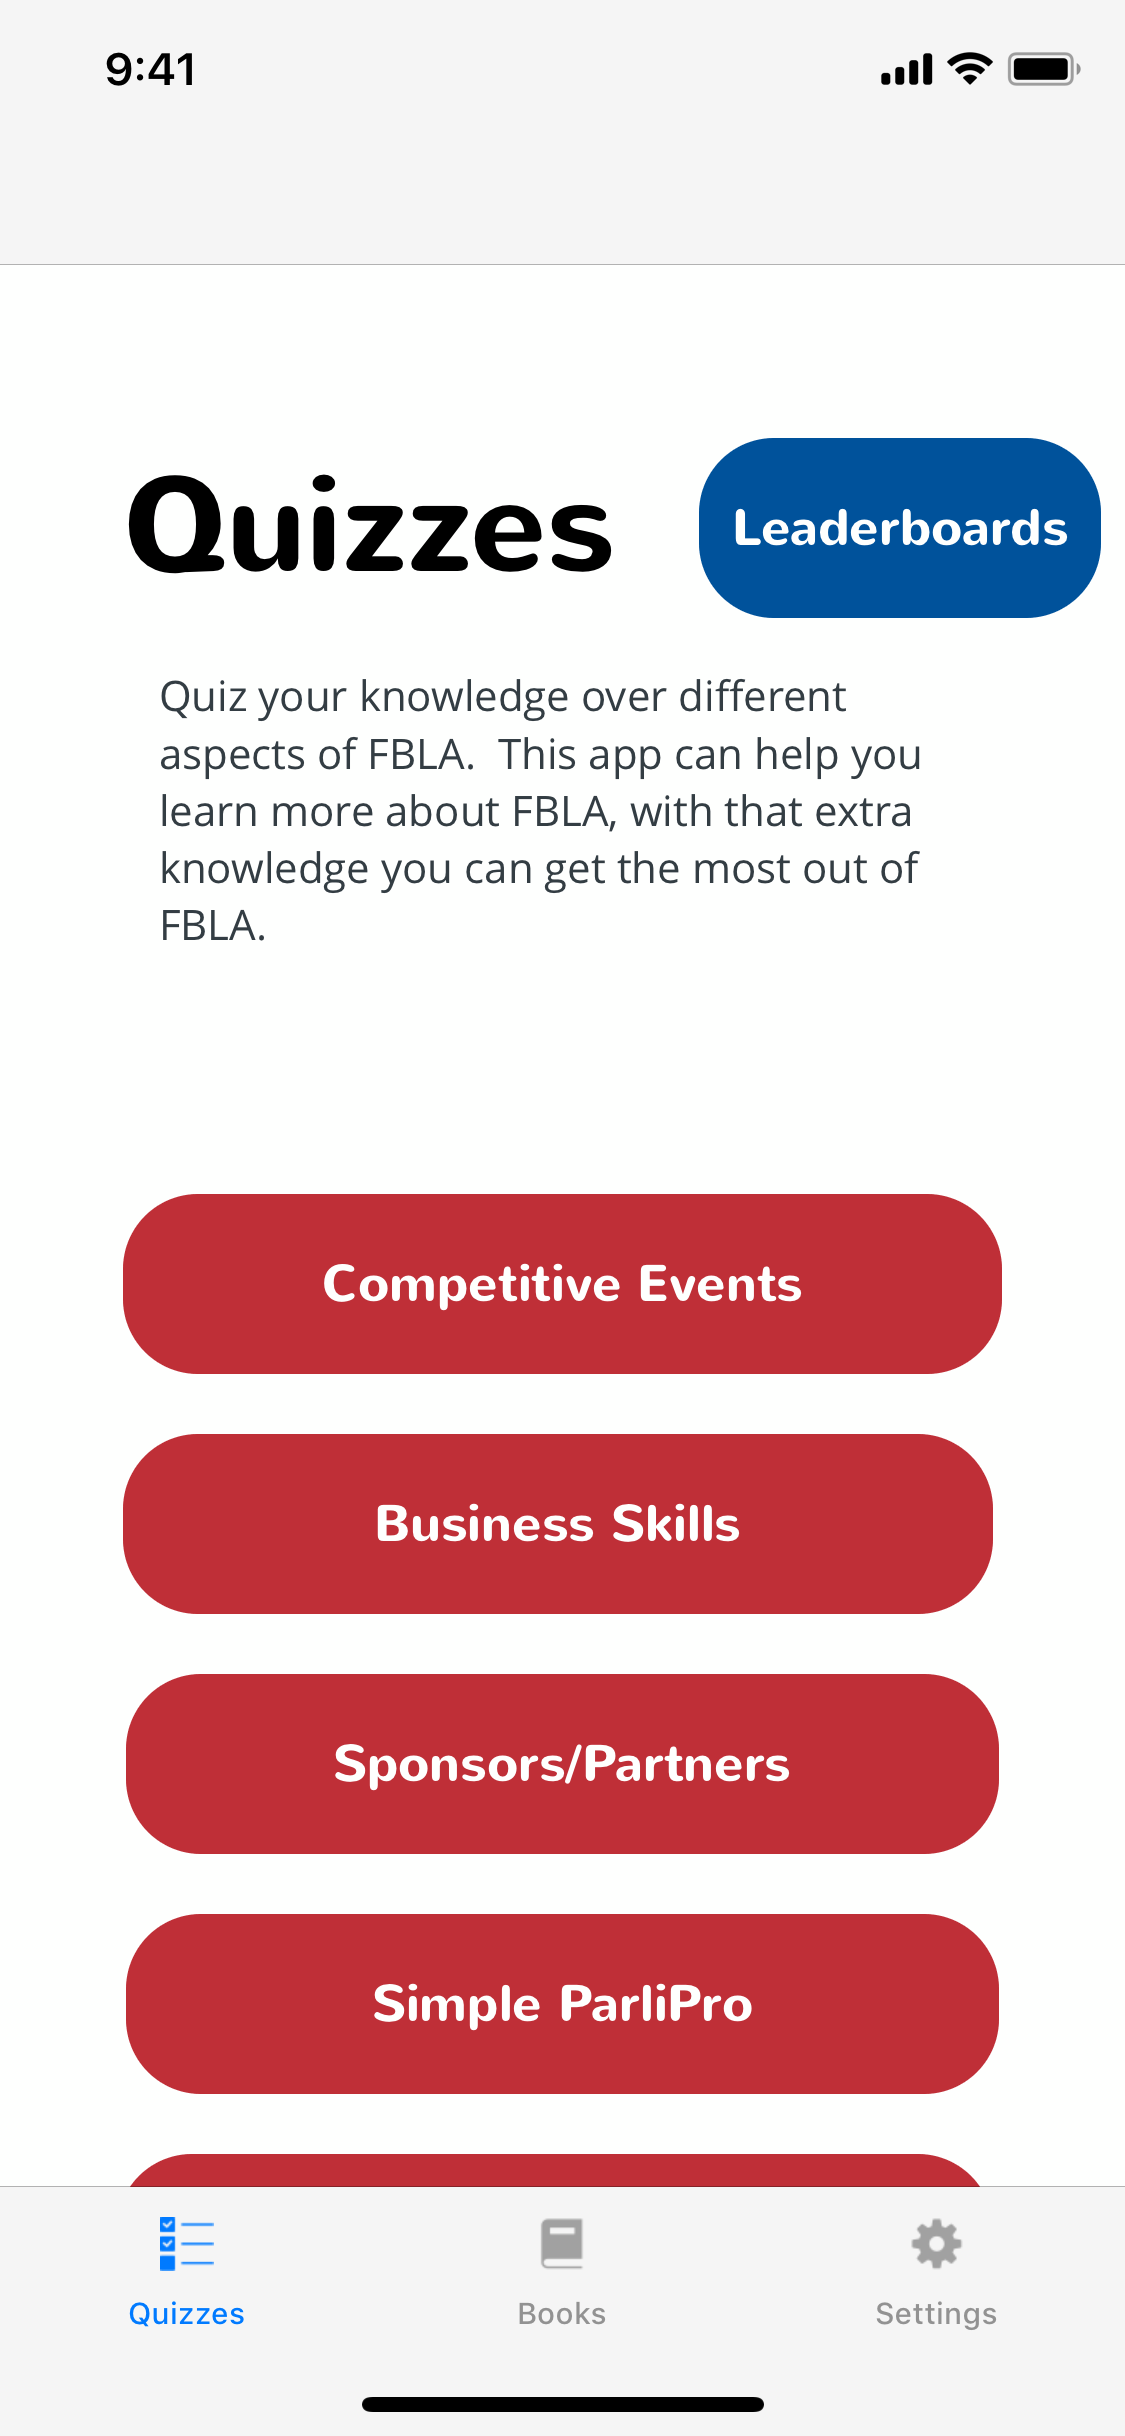 9:41
Quizzes
Leaderboards
Quiz your knowledge over different
aspects of FBLA.  This app can help you
learn more about FBLA, with that extra
knowledge you can get the most out of
FBLA.
Competitive Events
Business Skills
Sponsors/Partners
Simple ParliPro
Quizzes
Books
Settings